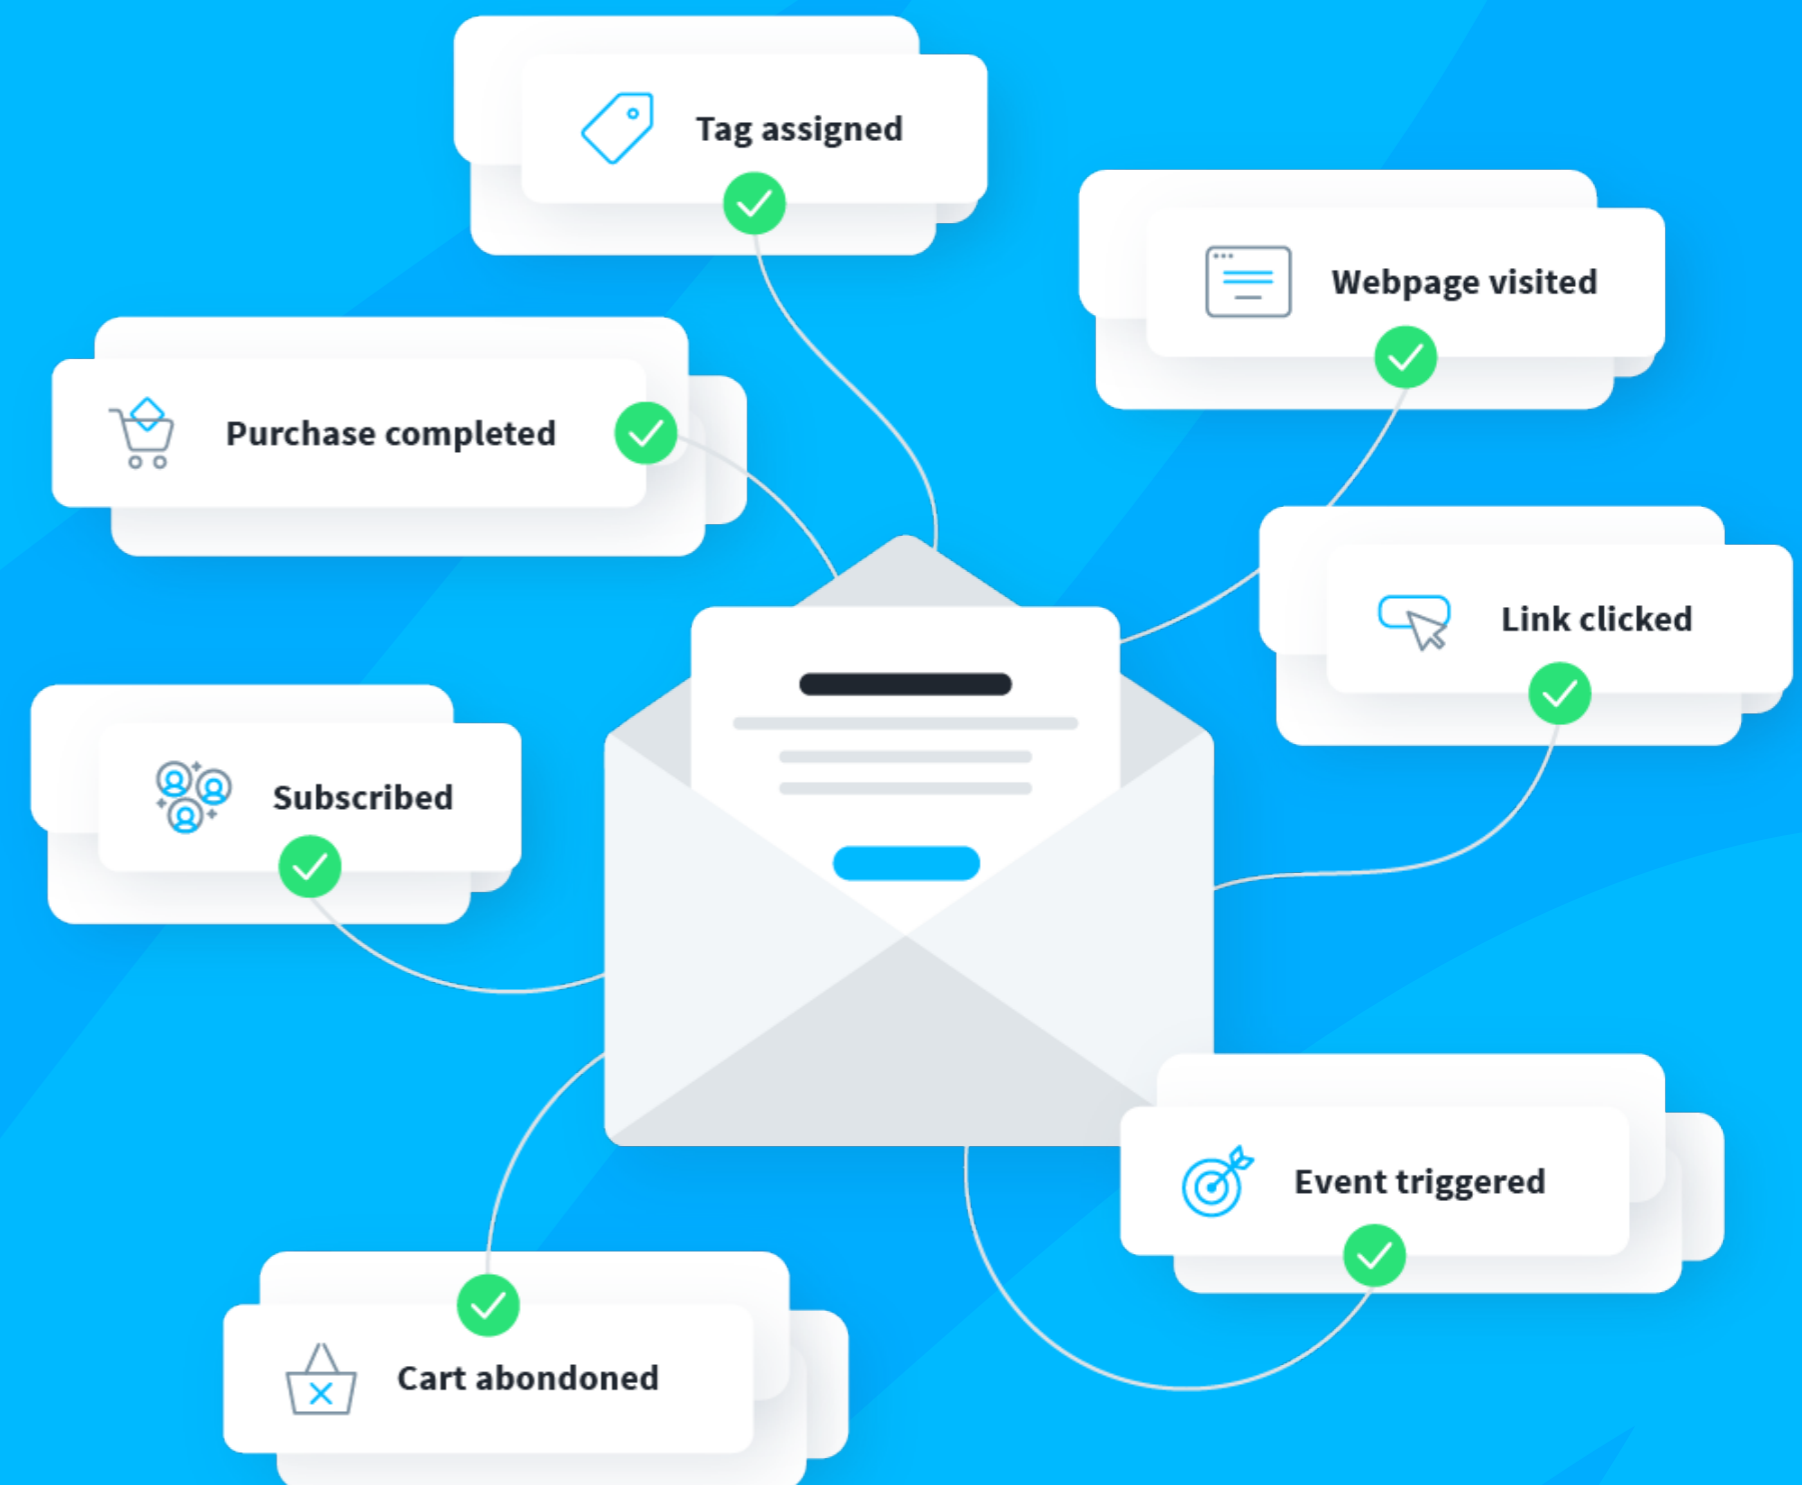 Tag assigned
Webpage visited
Purchase completed
Link clicked
Subscribed
Event triggered
Cart abondoned